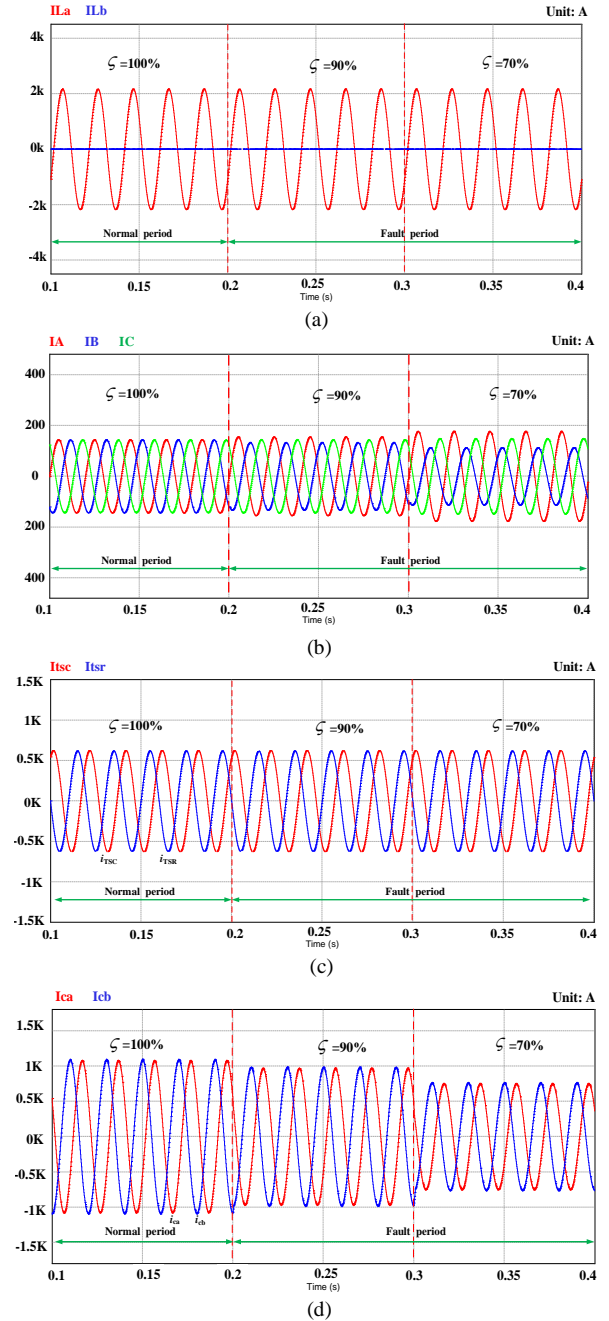 ILa ILb Unit: A
4k
ς=100% ς=90% ς=70%
2k
0k
-2k
Normal period Fault period
-4k
0.1 0.15 0.2 0.25 0.3 0.35 0.4
Time (s)
(a)
IA IB IC Unit: A
400
ς=100% ς=90% ς=70%
200
0
200
Normal period Fault period
400
0.1 0.15 0.2 0.25 0.3 0.35 0.4
Time (s)
(b)
Itsc Itsr Unit: A
1.5K
1K
ς=100% ς=90% ς=70%
0.5K
0K
-0.5K
iTSC iTSR
-1K
Normal period Fault period
-1.5K
0.1 0.15 0.2 0.25 0.3 0.35 0.4
Time (s)
(c)
Ica Icb Unit: A
1.5K
ς=100% ς=90% ς=70%
1K
0.5K
0K
-0.5K
-1K
ica icb
Normal period Fault period
-1.5K
0.1 0.15 0.2 0.25 0.3 0.35 0.4
Time (s)
(d)